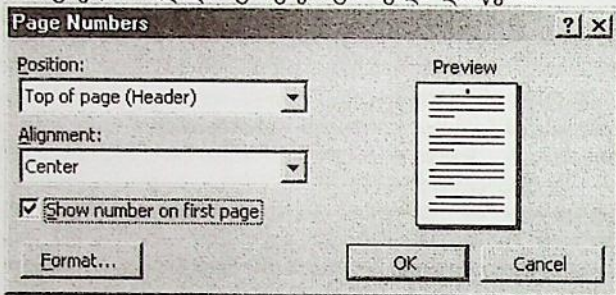 Page Numbers
? ×
Position:
Preview
Top of page (Header)
Alignment:
Center
Show number on first page
Format...
OK
Cancel